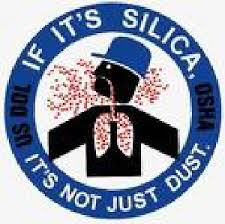 IF IT'S SILICA,
US DOL
OSHA
IT'S NOT JUST DUST.